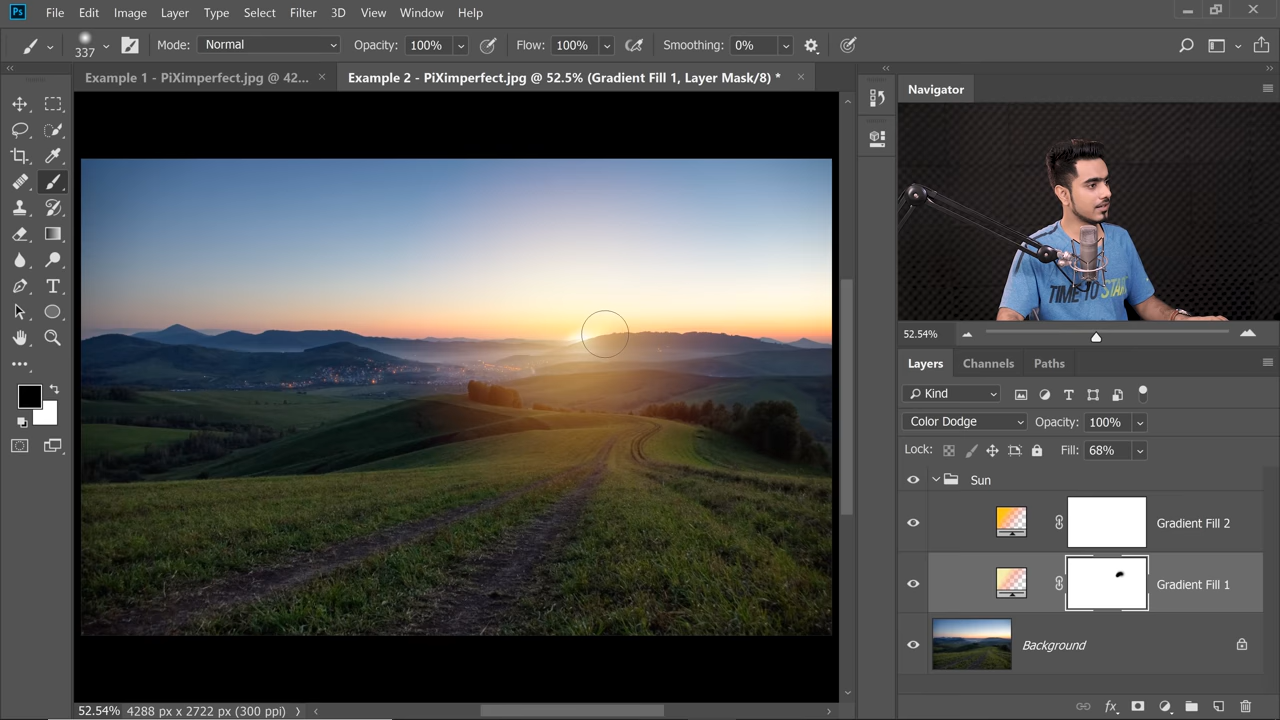 Ps File Edit Image Layer Type Select Filter 3D View Window Help
337 Mode: Normal Opacity: 100% Flow: 100% Smoothing: 0%
Example 1 - PiXimperfect.jpg @ 42... × Example 2 - PiXimperfect.jpg @ 52.5% (Gradient Fill 1, Layer Mask/8) * ×
Navigator
TIME TO START
52.54%
Layers Channels Paths
Kind
Color Dodge Opacity: 100%
Lock: Fill: 68%
Sun
Gradient Fill 2
Gradient Fill 1
Background
52.54% 4288 px x 2722 px (300 ppi)